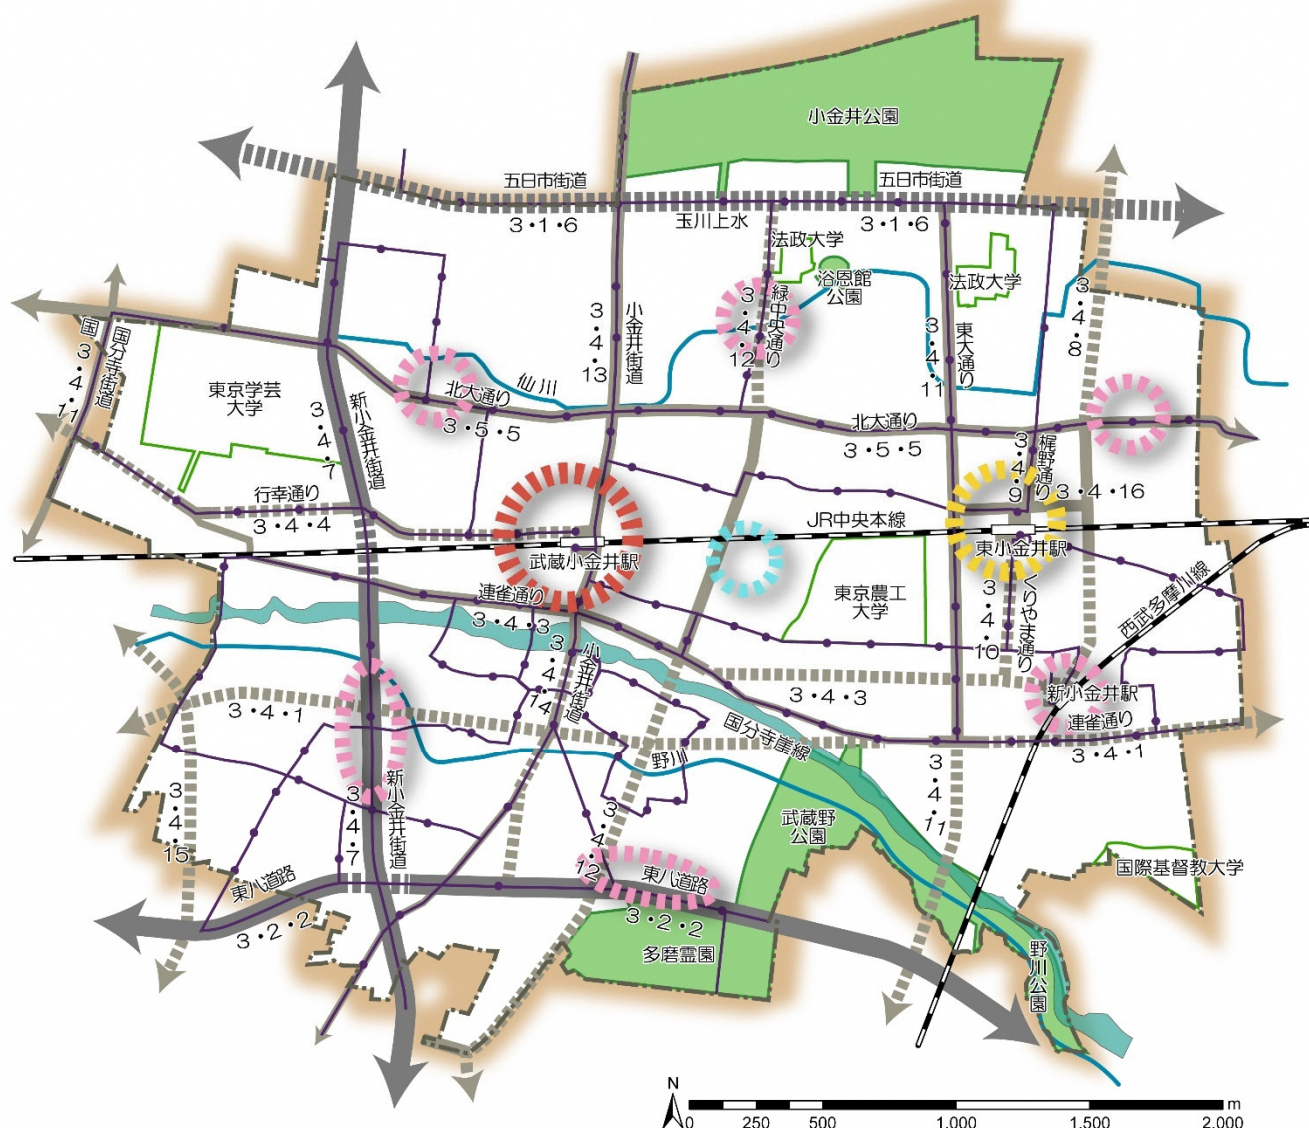 小金井公園
五日市街道
五日市街道
3・1・6
玉川上水
3・1・6
法政大学
浴恩館
公園
法政大学
緑中央通り
3・4・12
小金井街道
3・4・13
東大通り
3・4・11
3・4・8
国分寺街道
国3・4・11
東京学芸
大学
仙川
北大通り
3・5・5
北大通り
3・5・5
新小金井街道
3・4・7
梶野通り
3・4・9
3・4・16
行幸通り
3・4・4
JR中央本線
武蔵小金井駅
東小金井駅
東京農工
大学
連雀通り
3・4・3
くりやま通り
3・4・10
西武多摩川線
小金井街道
3・4・14
3・4・3
新小金井駅
3・4・1
国分寺崖線
連雀通り
3・4・1
野川
新小金井街道
3・4・7
3・4・15
3・4・12
3・4・11
武蔵野
公園
東八道路
3・2・2
東八道路
3・2・2
国際基督教大学
多磨霊園
野川公園
N
0 250 500 1,000 1,500 2,000 m